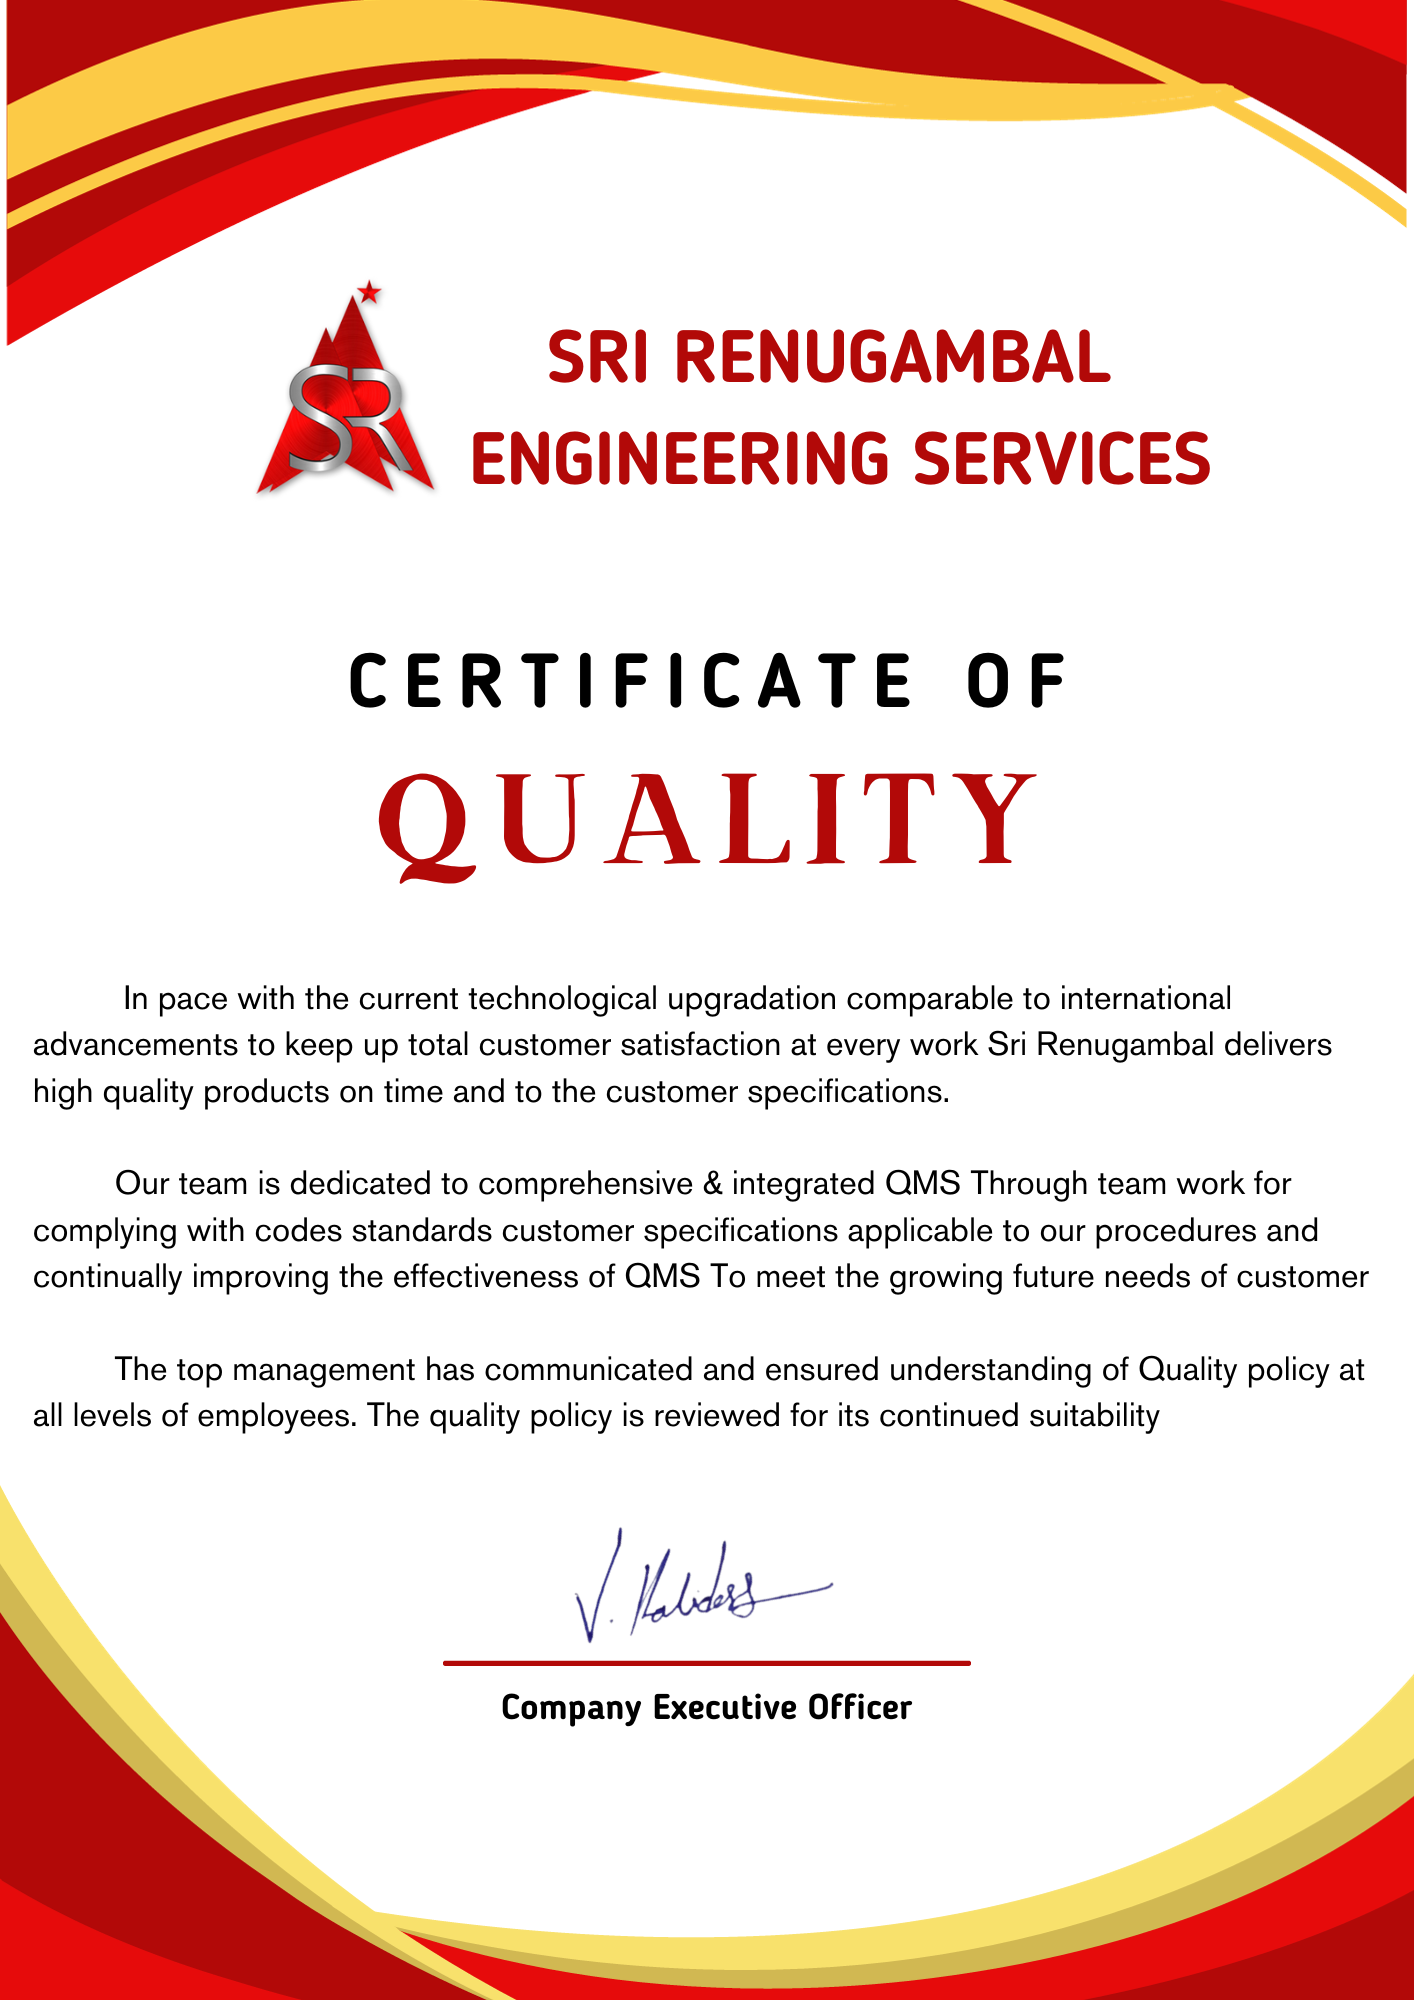 SR
SRI RENUGAMBAL
ENGINEERING SERVICES
CERTIFICATE OF
QUALITY
In pace with the current technological upgradation comparable to international
advancements to keep up total customer satisfaction at every work Sri Renugambal delivers
high quality products on time and to the customer specifications.
Our team is dedicated to comprehensive & integrated QMS Through team work for
complying with codes standards customer specifications applicable to our procedures and
continually improving the effectiveness of QMS To meet the growing future needs of customer
The top management has communicated and ensured understanding of Quality policy at
all levels of employees. The quality policy is reviewed for its continued suitability
V.
Company Executive Officer